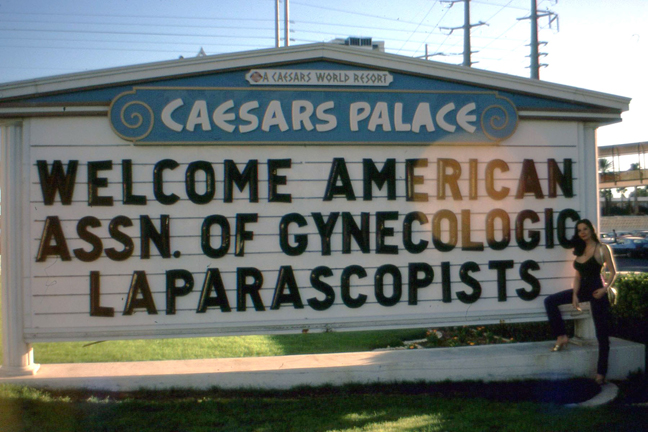 A CAESARS WORLD RESORT
CAESARS PALACE
WELCOME AMERICAN
ASSN. OF GYNECOLOGIC
LAPARASCOPISTS